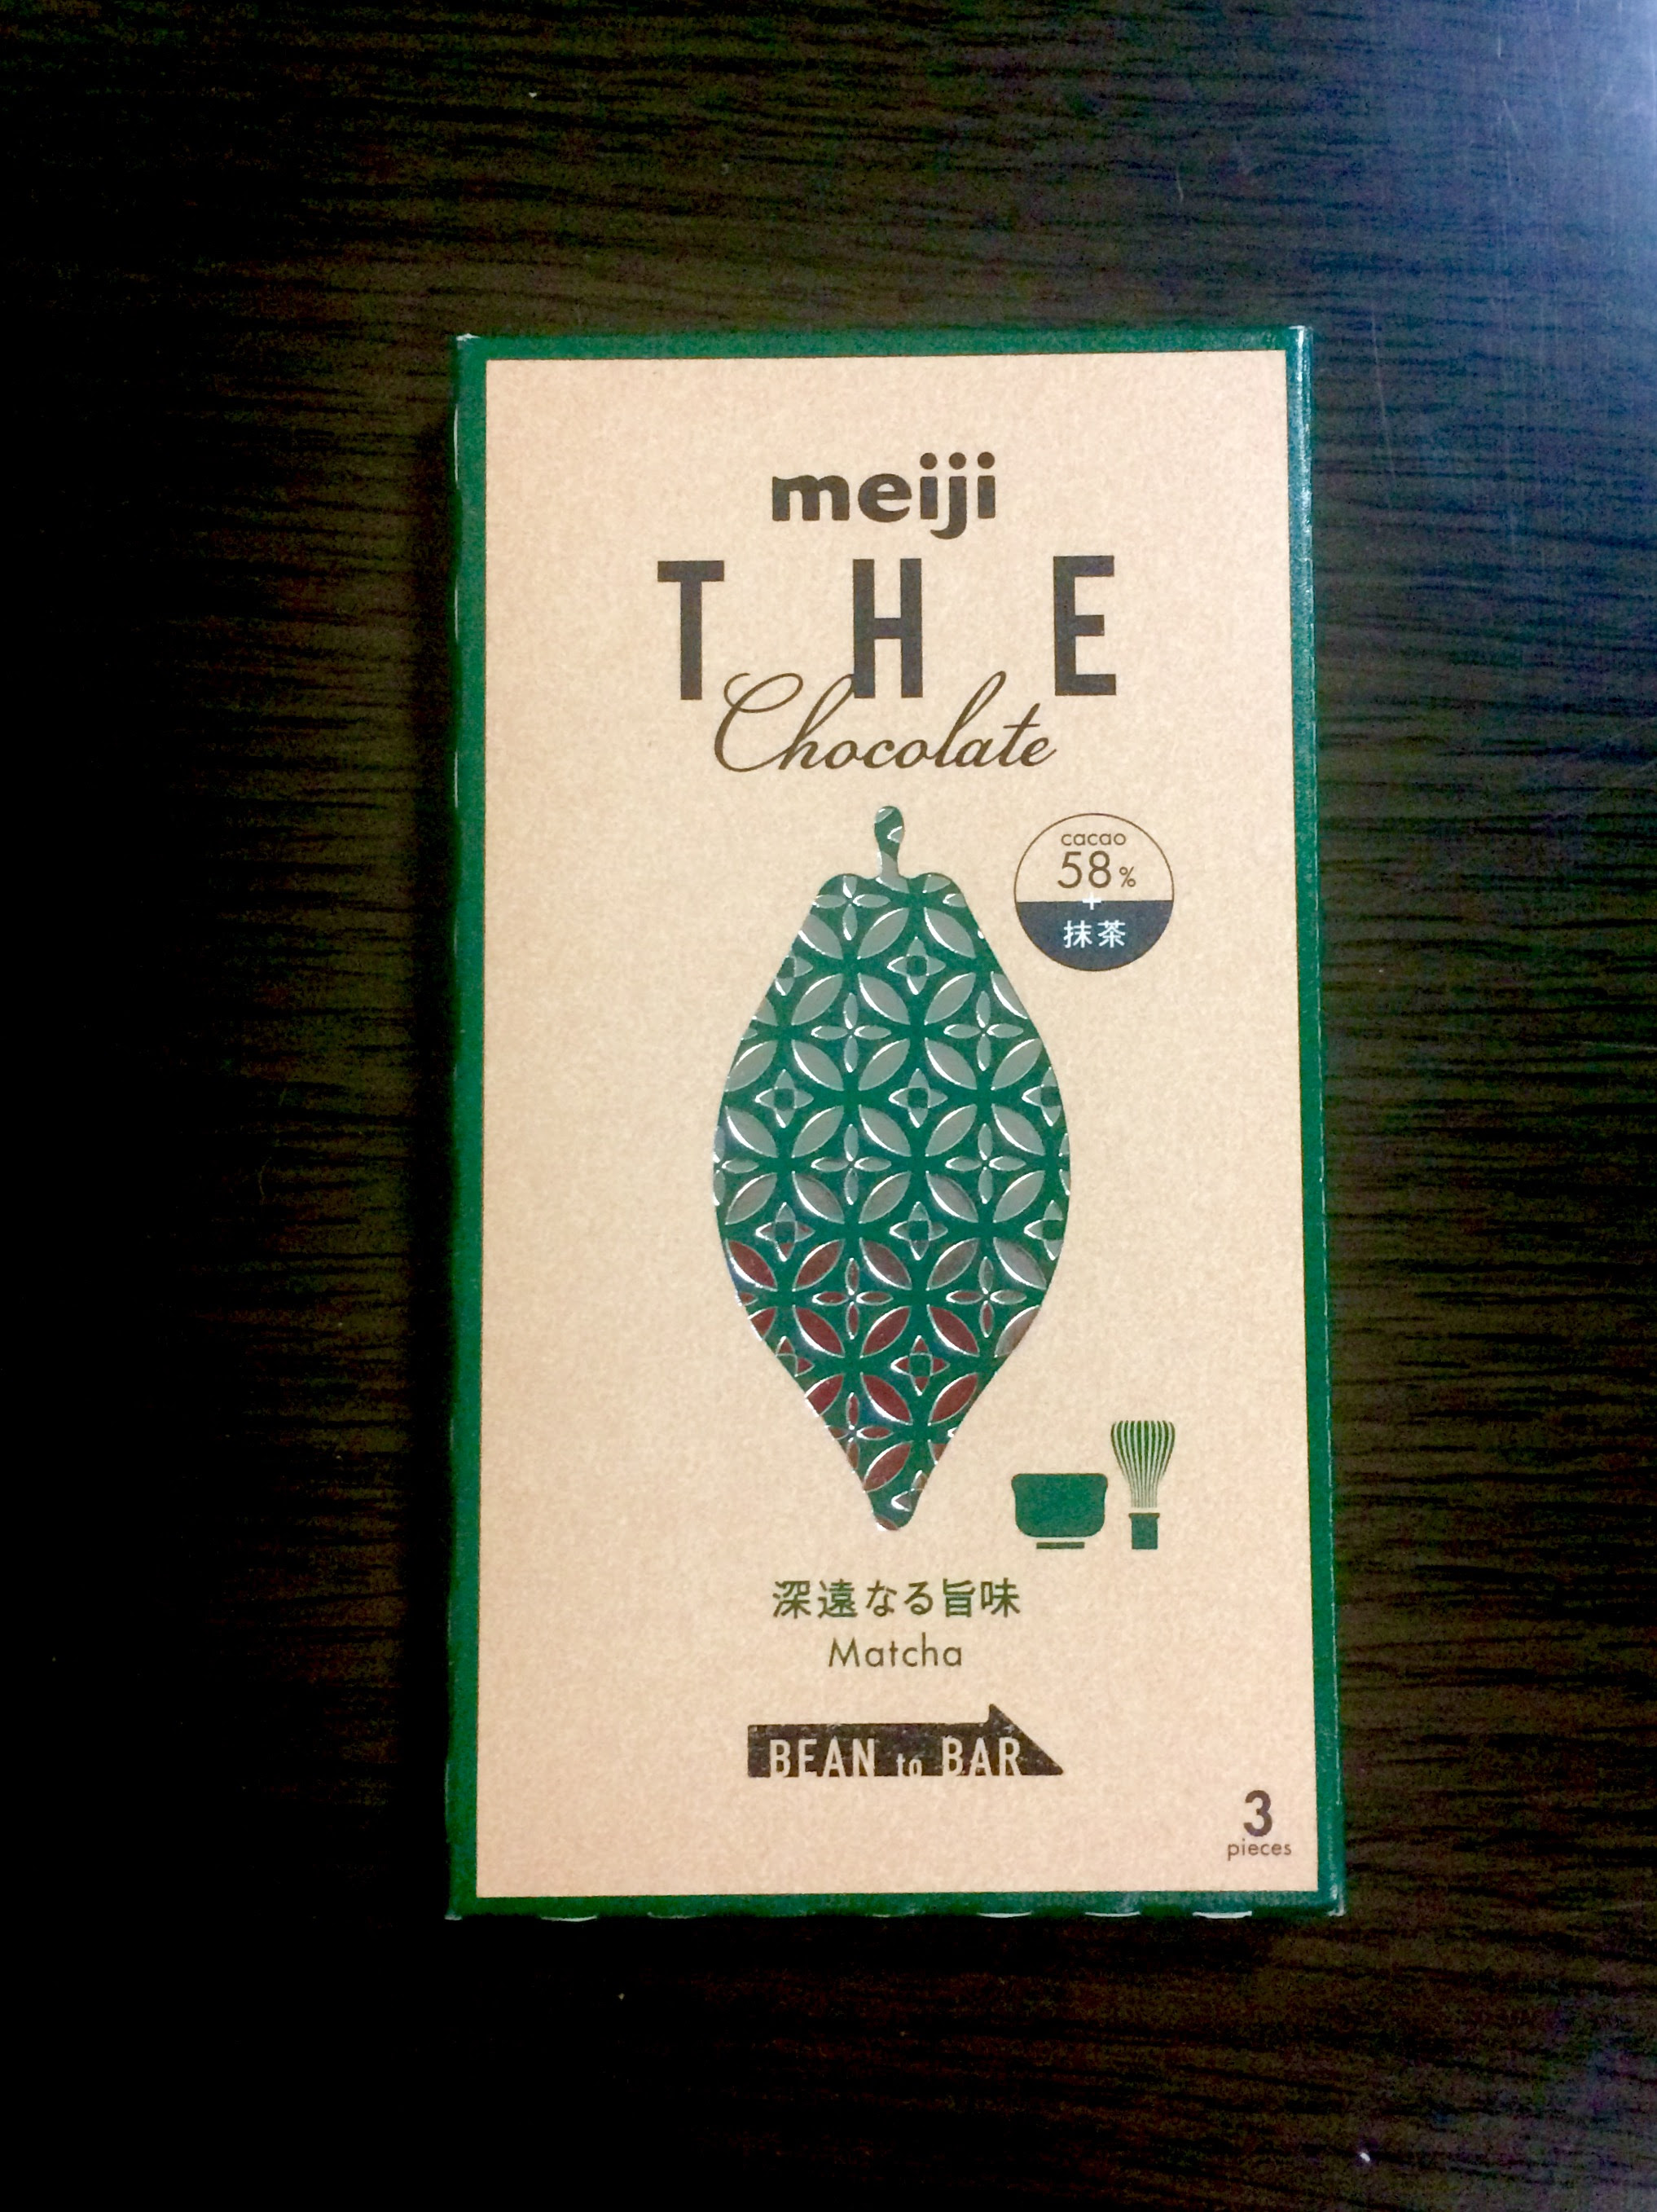 meiji
THE
Chocolate
cacao
58%
+
抹茶
深遠なる旨味
Matcha
BEAN to BAR
3
pieces